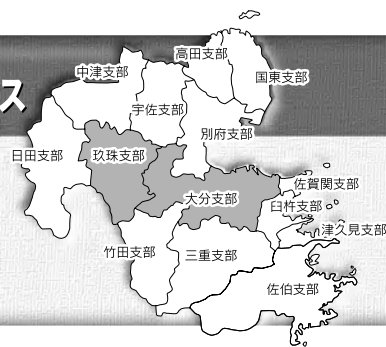 高田支部
中津支部
国東支部
ス
宇佐支部
別府支部
日田支部
玖珠支部
佐賀関支部
大分支部
臼杵支部
津久見支部
竹田支部
三重支部
佐伯支部